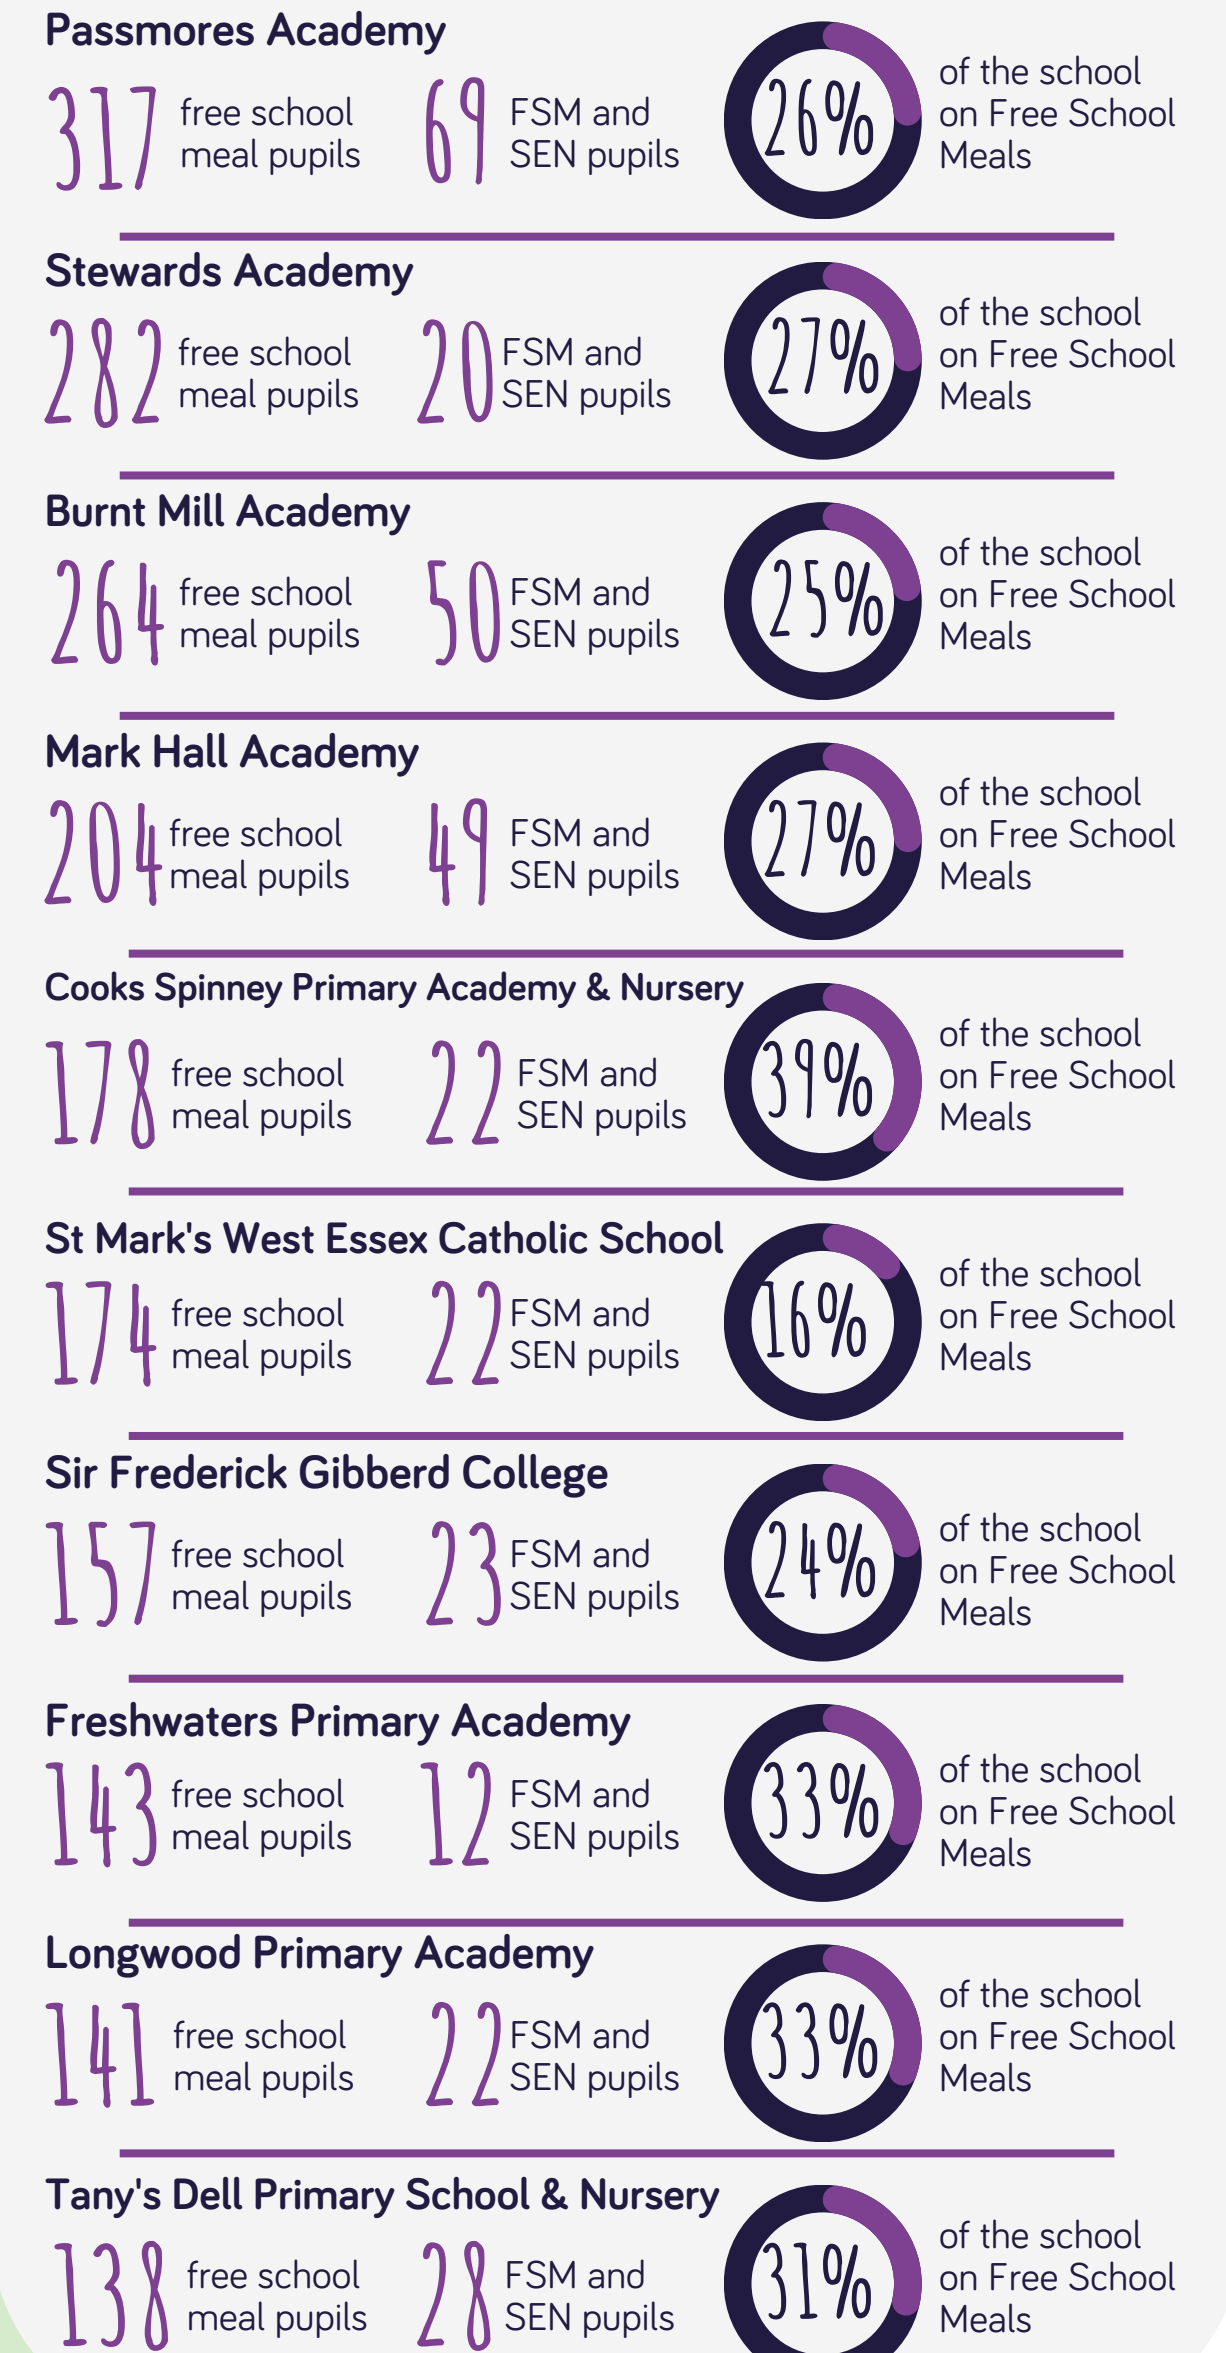 Passmores Academy
317
free school
meal pupils
69
FSM and
SEN pupils
26%
of the school
on Free School
Meals
Stewards Academy
282
free school
meal pupils
20
FSM and
SEN pupils
27%
of the school
on Free School
Meals
Burnt Mill Academy
264
free school
meal pupils
50
FSM and
SEN pupils
25%
of the school
on Free School
Meals
Mark Hall Academy
204
free school
meal pupils
49
FSM and
SEN pupils
27%
of the school
on Free School
Meals
Cooks Spinney Primary Academy & Nursery
178
free school
meal pupils
22
FSM and
SEN pupils
39%
of the school
on Free School
Meals
St Mark's West Essex Catholic School
174
free school
meal pupils
22
FSM and
SEN pupils
16%
of the school
on Free School
Meals
Sir Frederick Gibberd College
157
free school
meal pupils
23
FSM and
SEN pupils
24%
of the school
on Free School
Meals
Freshwaters Primary Academy
143
free school
meal pupils
12
FSM and
SEN pupils
33%
of the school
on Free School
Meals
Longwood Primary Academy
141
free school
meal pupils
22
FSM and
SEN pupils
33%
of the school
on Free School
Meals
Tany's Dell Primary School & Nursery
138
free school
meal pupils
28
FSM and
SEN pupils
31%
of the school
on Free School
Meals